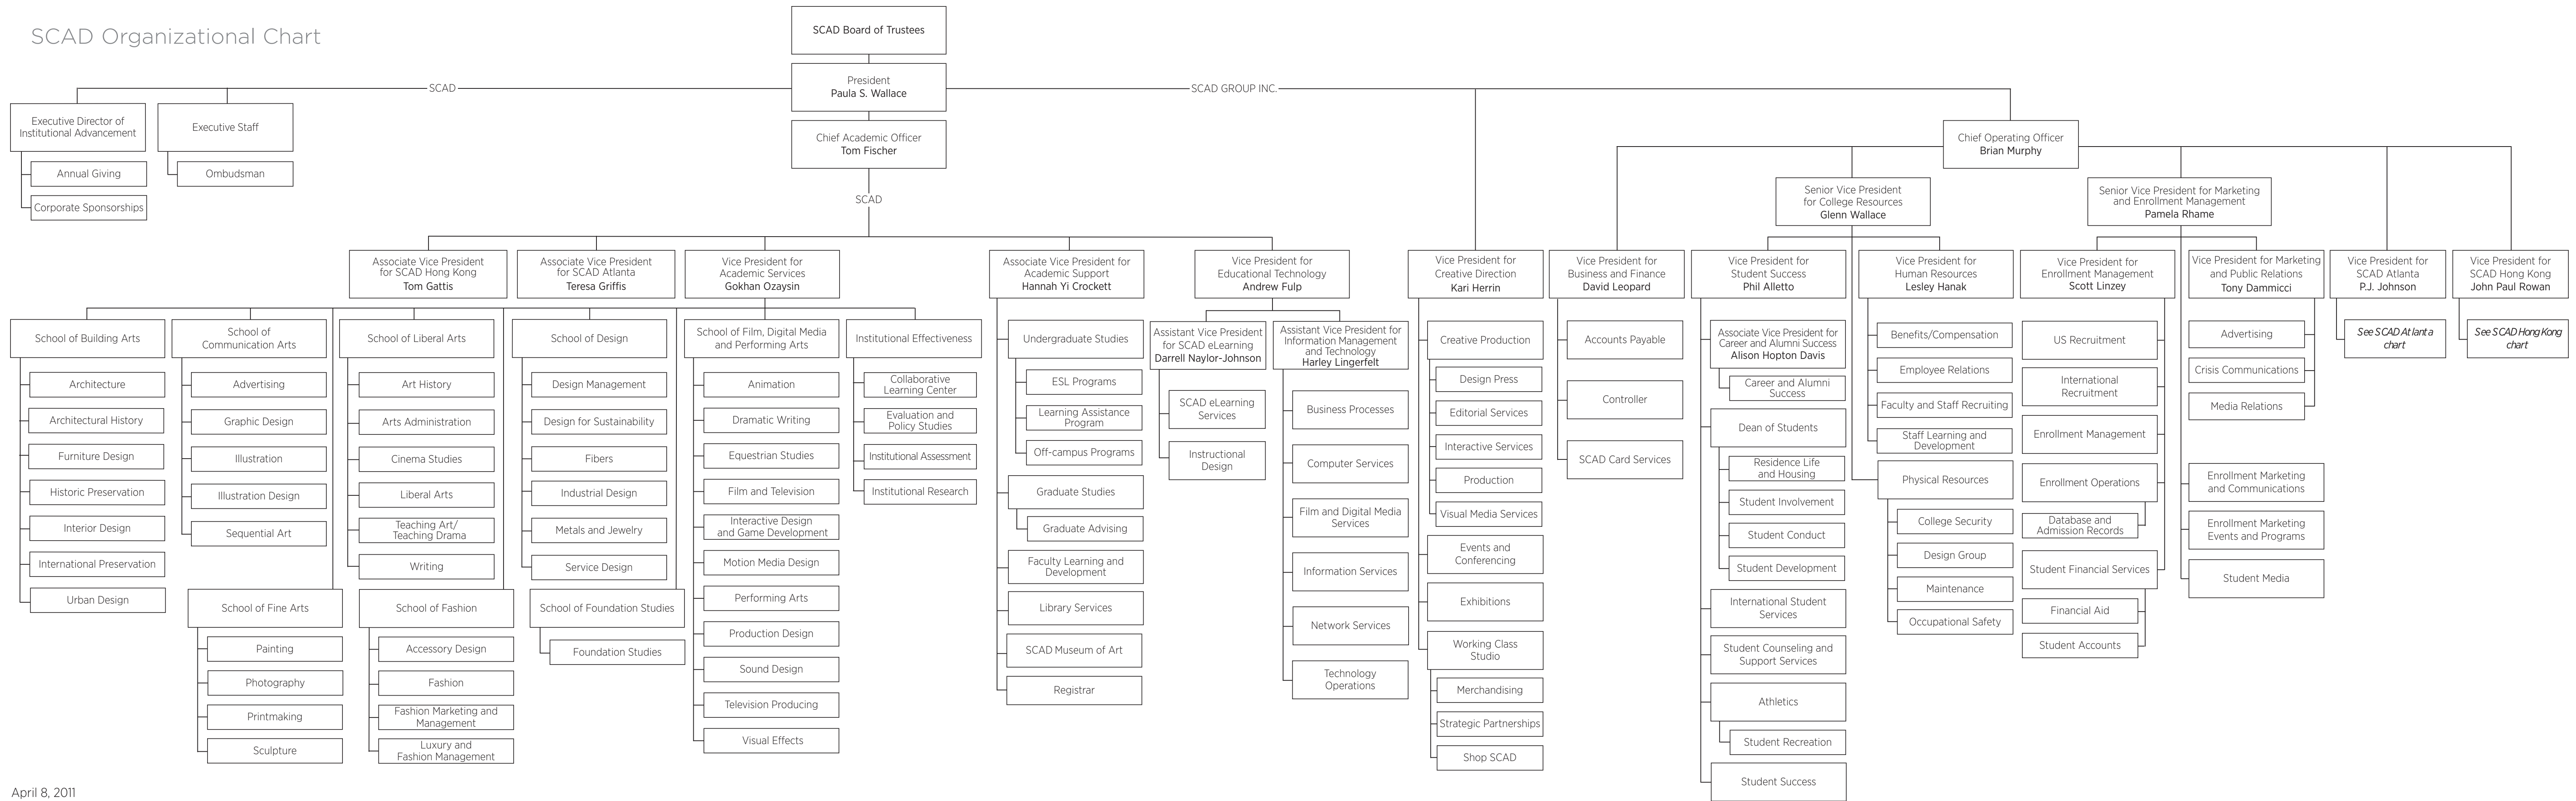 SCAD Organizational Chart
SCAD Board of Trustees
President
Paula S. Wallace
SCAD
SCAD GROUP INC.
Executive Director of
Institutional Advancement
Annual Giving
Corporate Sponsorships
Executive Staff
Ombudsman
Chief Academic Officer
Tom Fischer
SCAD
Chief Operating Officer
Brian Murphy
Senior Vice President
for College Resources
Glenn Wallace
Senior Vice President for Marketing
and Enrollment Management
Pamela Rhame
Associate Vice President
for SCAD Hong Kong
Tom Gattis
Associate Vice President
for SCAD Atlanta
Teresa Griffis
Vice President for
Academic Services
Gokhan Ozaysin
Associate Vice President for
Academic Support
Hannah Yi Crockett
Vice President for
Educational Technology
Andrew Fulp
Vice President for
Creative Direction
Kari Herrin
Vice President for
Business and Finance
David Leopard
Vice President for
Student Success
Phil Alletto
Vice President for
Human Resources
Lesley Hanak
Vice President for
Enrollment Management
Scott Linzey
Vice President for Marketing
and Public Relations
Tony Dammicci
Vice President for
SCAD Atlanta
P.J. Johnson
Vice President for
SCAD Hong Kong
John Paul Rowan
School of Building Arts
Architecture
Architectural History
Furniture Design
Historic Preservation
Interior Design
International Preservation
Urban Design
School of
Communication Arts
Advertising
Graphic Design
Illustration
Illustration Design
Sequential Art
School of Fine Arts
Painting
Photography
Printmaking
Sculpture
School of Liberal Arts
Art History
Arts Administration
Cinema Studies
Liberal Arts
Teaching Art/
Teaching Drama
Writing
School of Fashion
Accessory Design
Fashion
Fashion Marketing and
Management
Luxury and
Fashion Management
School of Design
Design Management
Design for Sustainability
Fibers
Industrial Design
Metals and Jewelry
Service Design
School of Foundation Studies
Foundation Studies
School of Film, Digital Media
and Performing Arts
Animation
Dramatic Writing
Equestrian Studies
Film and Television
Interactive Design
and Game Development
Motion Media Design
Performing Arts
Production Design
Sound Design
Television Producing
Visual Effects
Institutional Effectiveness
Collaborative
Learning Center
Evaluation and
Policy Studies
Institutional Assessment
Institutional Research
Undergraduate Studies
ESL Programs
Learning Assistance
Program
Off-campus Programs
Graduate Studies
Graduate Advising
Faculty Learning and
Development
Library Services
SCAD Museum of Art
Registrar
Assistant Vice President
for SCAD eLearning
Darrell Naylor-Johnson
SCAD eLearning
Services
Instructional
Design
Assistant Vice President for
Information Management
and Technology
Harley Lingerfelt
Business Processes
Computer Services
Film and Digital Media
Services
Information Services
Network Services
Technology
Operations
Creative Production
Design Press
Editorial Services
Interactive Services
Production
Visual Media Services
Events and
Conferencing
Exhibitions
Working Class
Studio
Merchandising
Strategic Partnerships
Shop SCAD
Accounts Payable
Controller
SCAD Card Services
Associate Vice President for
Career and Alumni Success
Alison Hopton Davis
Career and Alumni
Success
Dean of Students
Residence Life
and Housing
Student Involvement
Student Conduct
Student Development
International Student
Services
Student Counseling and
Support Services
Athletics
Student Recreation
Student Success
Benefits/Compensation
Employee Relations
Faculty and Staff Recruiting
Staff Learning and
Development
Physical Resources
College Security
Design Group
Maintenance
Occupational Safety
US Recruitment
International
Recruitment
Enrollment Management
Enrollment Operations
Database and
Admission Records
Student Financial Services
Financial Aid
Student Accounts
Advertising
Crisis Communications
Media Relations
Enrollment Marketing
and Communications
Enrollment Marketing
Events and Programs
Student Media
See SCAD Atlanta
chart
See SCAD Hong Kong
chart
April 8, 2011